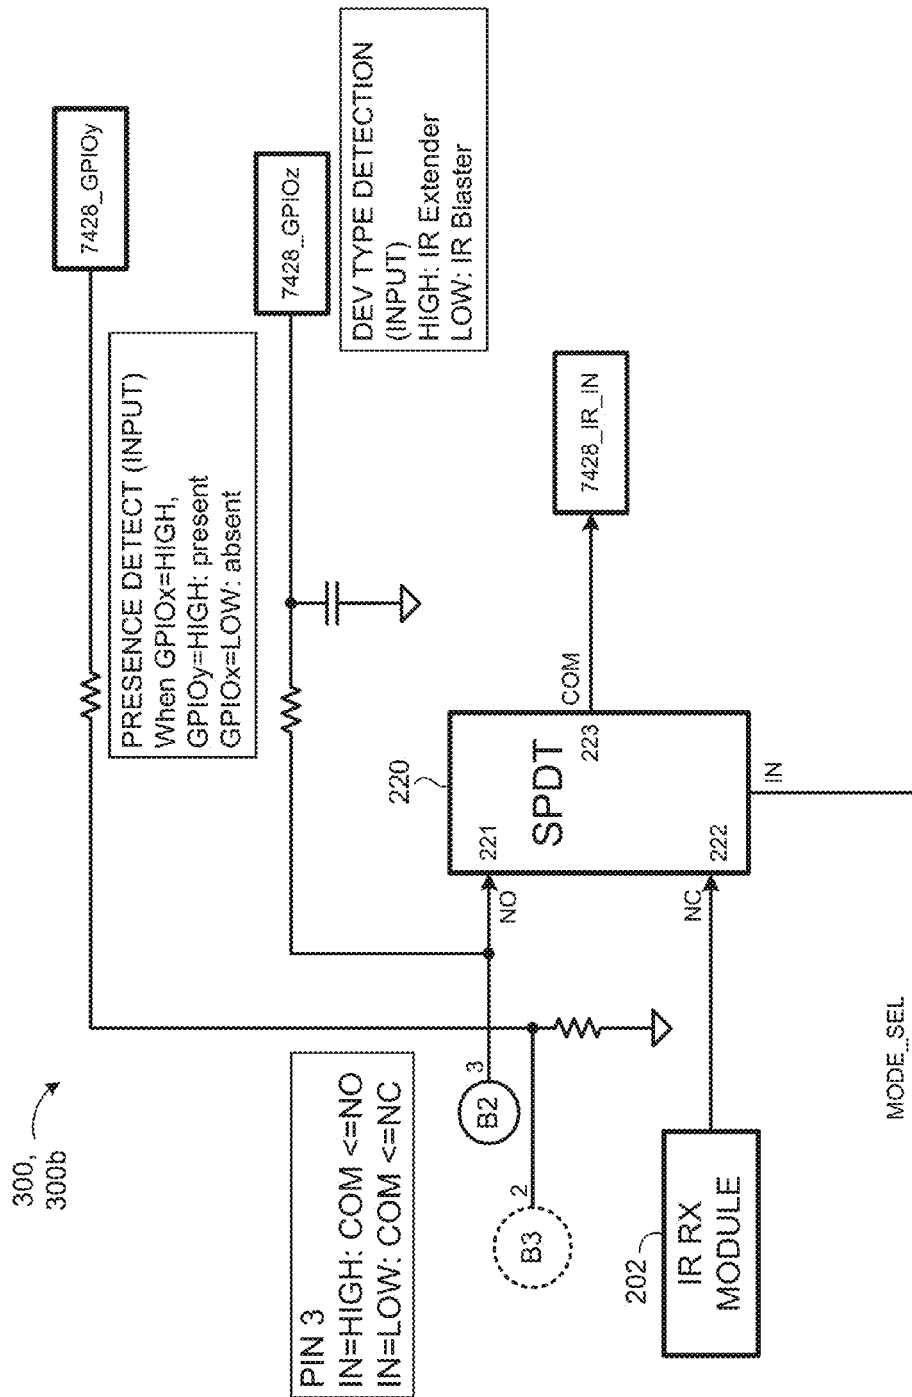 300,
300b
7428_GPIOy
PRESENCE DETECT (INPUT)
When GPIOx=HIGH,
GPIOy=HIGH: present
GPIOx=LOW: absent
7428_GPIOz
DEV TYPE DETECTION
(INPUT)
HIGH: IR Extender
LOW: IR Blaster
PIN 3
IN=HIGH: COM <=NO
IN=LOW: COM <=NC
B2
3
B3
2
NO
221
220
SPDT
223
COM
7428_IR_IN
202
IR RX
MODULE
NC
222
IN
MODE_SEL